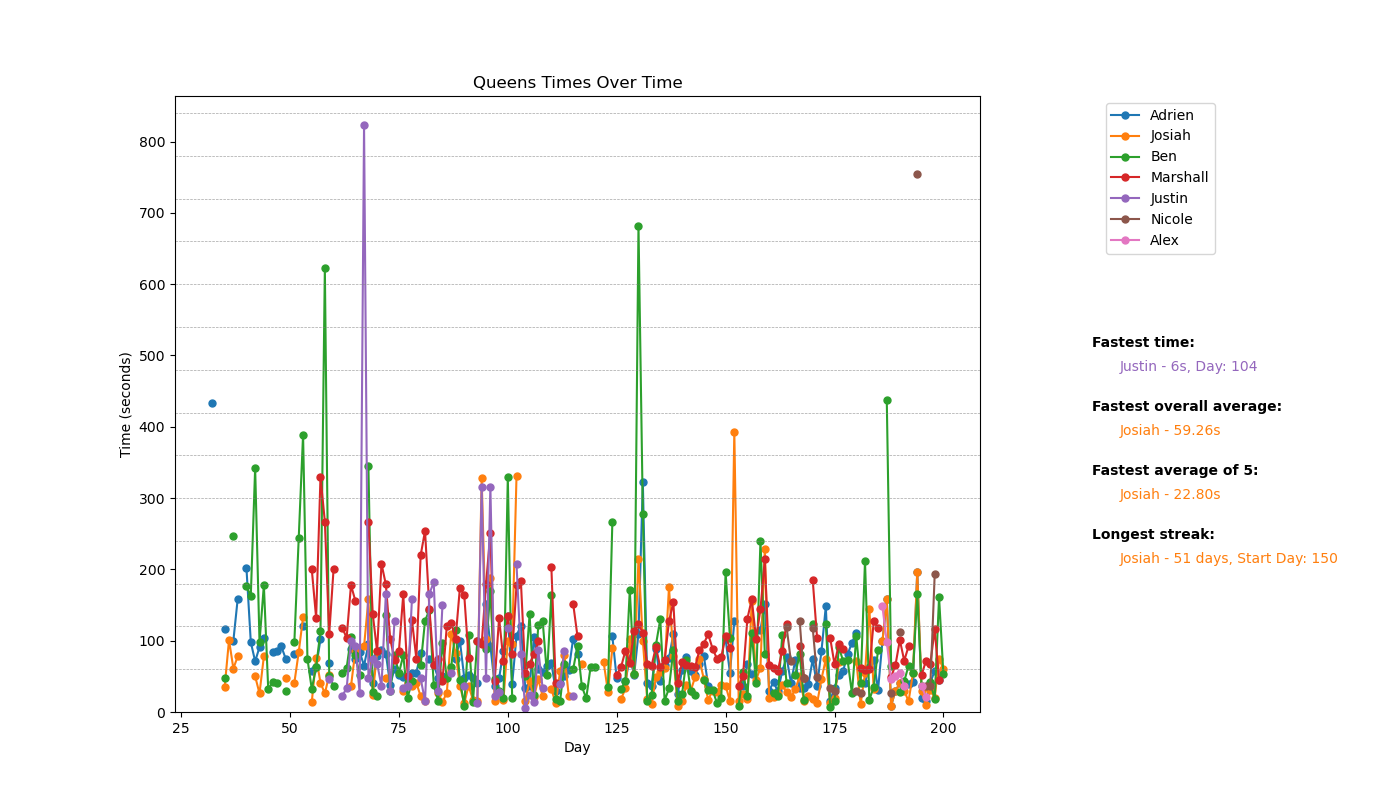 Queens Times Over Time
800
700
600
500
400
300
200
100
0
Time (seconds)
25
50
75
100
125
150
175
200
Day
Adrien
Josiah
Ben
Marshall
Justin
Nicole
Alex
Fastest time:
Justin - 6s, Day: 104
Fastest overall average:
Josiah - 59.26s
Fastest average of 5:
Josiah - 22.80s
Longest streak:
Josiah - 51 days, Start Day: 150